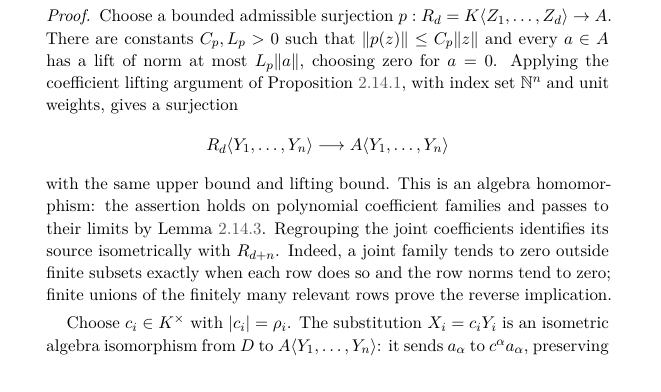 Proof. Choose a bounded admissible surjection p : R_d = K⟨Z_1, . . . , Z_d⟩ → A.
There are constants C_p, L_p > 0 such that ∥p(z)∥ ≤ C_p∥z∥ and every a ∈ A
has a lift of norm at most L_p∥a∥, choosing zero for a = 0. Applying the
coefficient lifting argument of Proposition 2.14.1, with index set ℕ^n and unit
weights, gives a surjection
R_d⟨Y_1, . . . , Y_n⟩ ⟶ A⟨Y_1, . . . , Y_n⟩
with the same upper bound and lifting bound. This is an algebra homomor-
phism: the assertion holds on polynomial coefficient families and passes to
their limits by Lemma 2.14.3. Regrouping the joint coefficients identifies its
source isometrically with R_{d+n}. Indeed, a joint family tends to zero outside
finite subsets exactly when each row does so and the row norms tend to zero;
finite unions of the finitely many relevant rows prove the reverse implication.
Choose c_i ∈ K^× with |c_i| = ρ_i. The substitution X_i = c_iY_i is an isometric
algebra isomorphism from D to A⟨Y_1, . . . , Y_n⟩: it sends a_α to c^αa_α, preserving